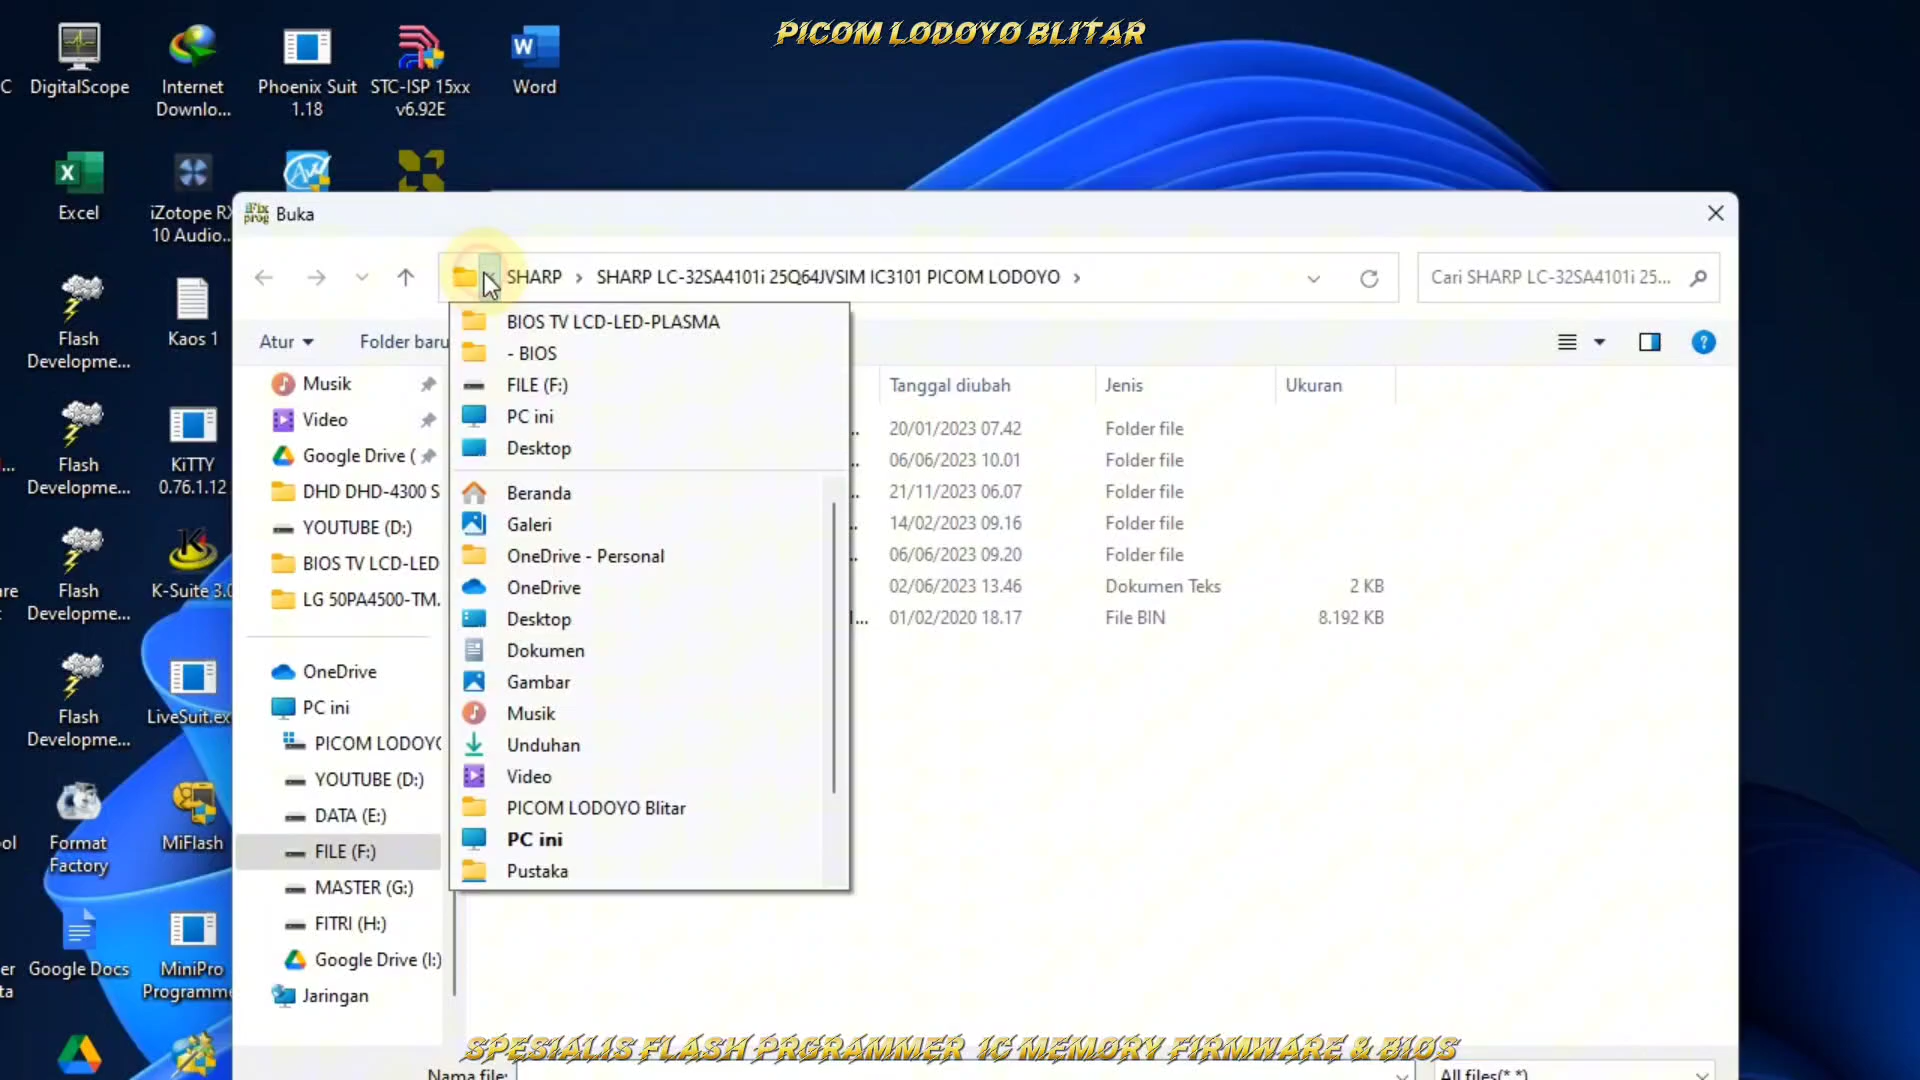 PICOM LODOYO BLITAR
C
DigitalScope
Internet
Downlo...
Phoenix Suit
1.18
STC-ISP 15xx
v6.92E
Word
Excel
iZotope RX
10 Audio...
Flash
Developme...
Kaos 1
Flash
Developme...
KiTTY
0.76.1.12
Flash
Developme...
K-Suite 3.0
Flash
Developme...
LiveSuit.ex
Format
Factory
MiFlash
Google Docs
MiniPro
Programme
iFix
prog
Buka
SHARP > SHARP LC-32SA4101i 25Q64JVSIM IC3101 PICOM LODOYO >
Cari SHARP LC-32SA4101i 25...
Atur
Folder baru
Musik
Video
Google Drive (
DHD DHD-4300 S
YOUTUBE (D:)
BIOS TV LCD-LED
LG 50PA4500-TM.
OneDrive
PC ini
PICOM LODOYO
YOUTUBE (D:)
DATA (E:)
FILE (F:)
MASTER (G:)
FITRI (H:)
Google Drive (I:)
Jaringan
BIOS TV LCD-LED-PLASMA
- BIOS
FILE (F:)
PC ini
Desktop
Beranda
Galeri
OneDrive - Personal
OneDrive
Desktop
Dokumen
Gambar
Musik
Unduhan
Video
PICOM LODOYO Blitar
PC ini
Pustaka
Tanggal diubah Jenis Ukuran
20/01/2023 07.42 Folder file
06/06/2023 10.01 Folder file
21/11/2023 06.07 Folder file
14/02/2023 09.16 Folder file
06/06/2023 09.20 Folder file
02/06/2023 13.46 Dokumen Teks 2 KB
01/02/2020 18.17 File BIN 8.192 KB
SPESIALIS FLASH PRGRAMMER IC MEMORY FIRMWARE & BIOS
Nama file:
All files(*.*)